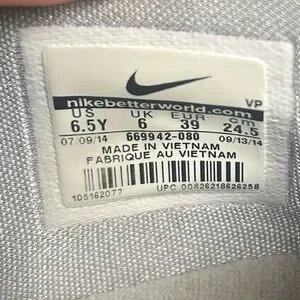 VP
nikebetterworld.com
US UK EUR cm
6.5Y 6 39 24.5
07/09/14 669942-080 09/13/14
MADE IN VIETNAM
FABRIQUE AU VIETNAM
105162077 UPC 00826218626258